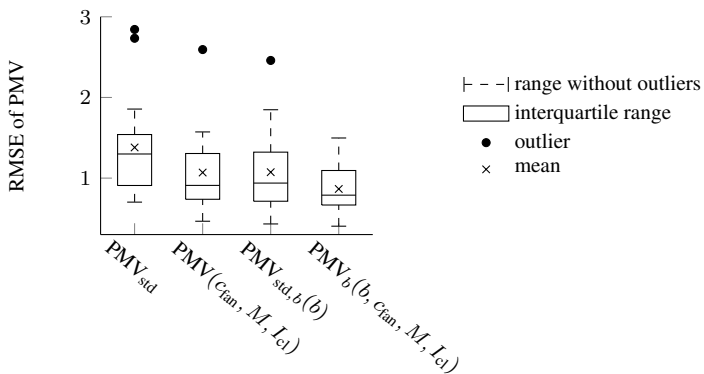 RMSE of PMV
3
2
1
PMV_std
PMV(c_fan, M, I_cl)
PMV_std,b(b)
PMV_b(b, c_fan, M, I_cl)
range without outliers
interquartile range
outlier
mean